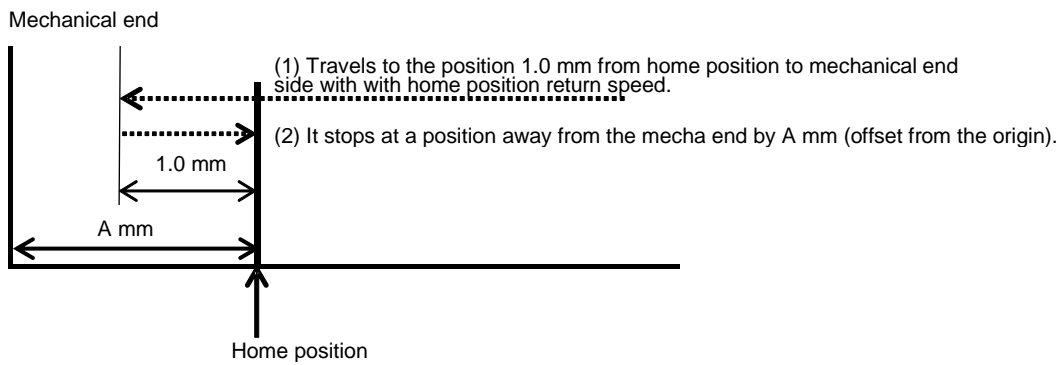 Mechanical end
(1) Travels to the position 1.0 mm from home position to mechanical end
side with with home position return speed.
(2) It stops at a position away from the mecha end by A mm (offset from the origin).
1.0 mm
A mm
Home position